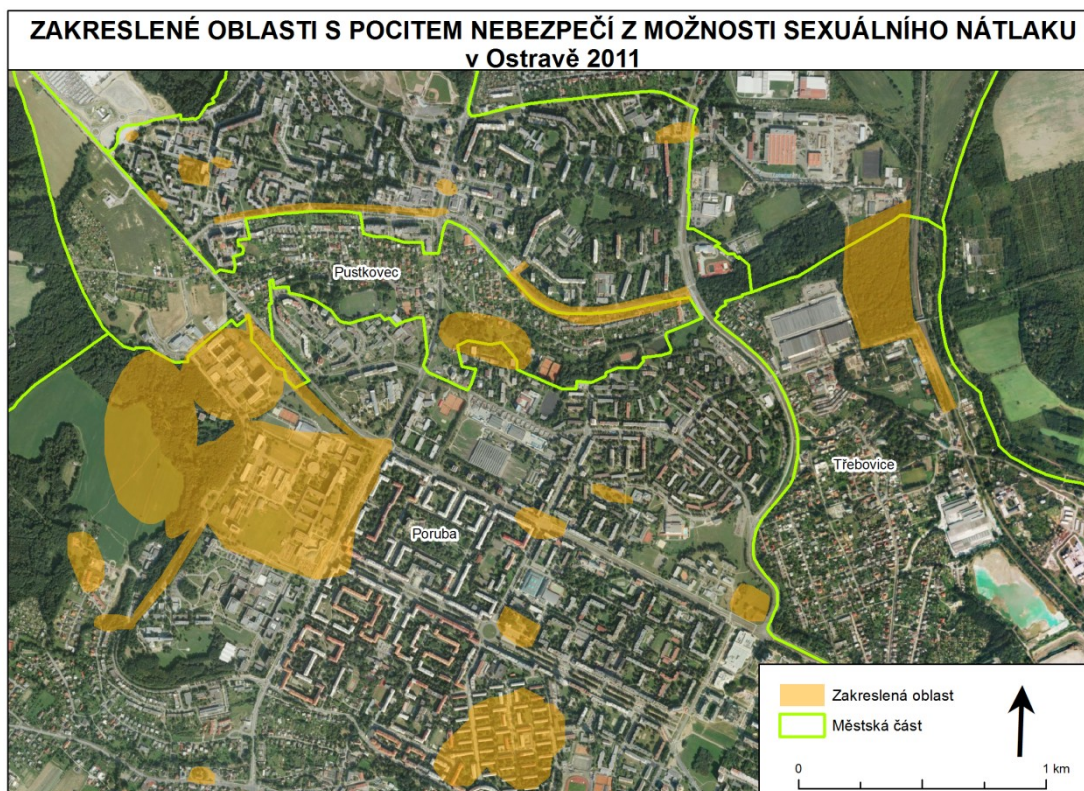 ZAKRESLENÉ OBLASTI S POCITEM NEBEZPEČÍ Z MOŽNOSTI SEXUÁLNÍHO NÁTLAKU
v Ostravě 2011
Pustkovec
Třebovice
Poruba
Zakreslená oblast
Městská část
0 1 km